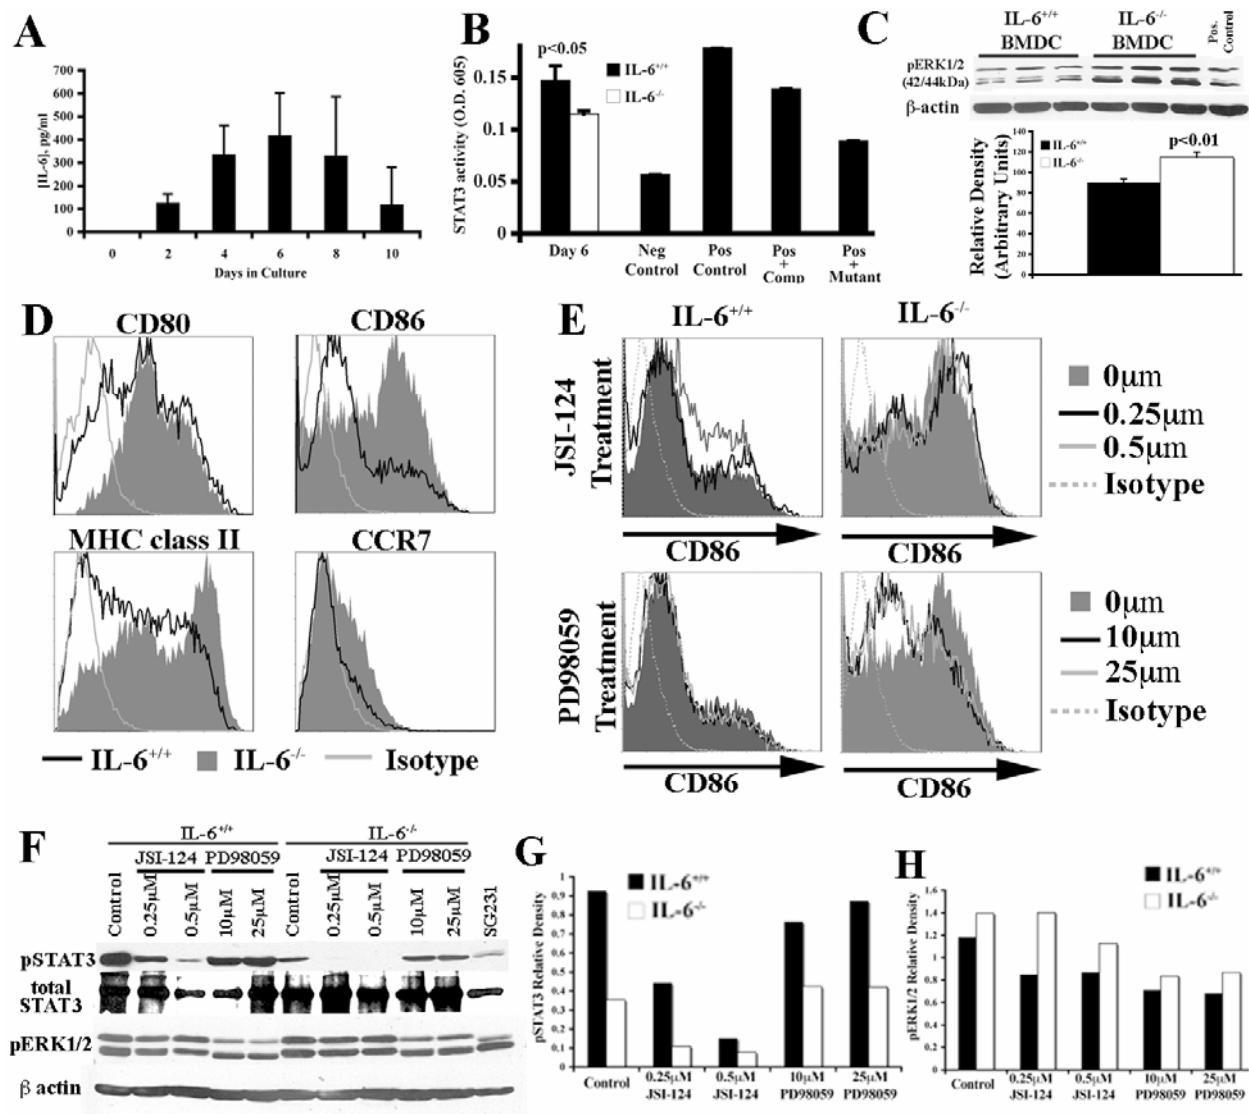 A
[IL-6], pg/ml
700
600
500
400
300
200
100
0
0 2 4 6 8 10
Days in Culture
B
STAT3 activity (O.D. 605)
0.15
0.1
0.05
0
p<0.05
IL-6+/+
IL-6-/-
Day 6
Neg Control
Pos Control
Pos + Comp
Pos + Mutant
C
IL-6+/+ BMDC
IL-6-/- BMDC
Pos. Control
pERK1/2
(42/44kDa)
β-actin
Relative Density
(Arbitrary Units)
140
120
100
80
60
40
20
0
IL-6+/+
IL-6-/-
p<0.01
D
CD80
CD86
MHC class II
CCR7
IL-6+/+ IL-6-/- Isotype
E
IL-6+/+ IL-6-/-
JSI-124
Treatment
CD86 CD86
0µm
0.25µm
0.5µm
Isotype
PD98059
Treatment
CD86 CD86
0µm
10µm
25µm
Isotype
F
IL-6+/+ IL-6-/-
JSI-124 PD98059 JSI-124 PD98059
Control 0.25µM 0.5µM 10µM 25µM Control 0.25µM 0.5µM 10µM 25µM SG231
pSTAT3
total
STAT3
pERK1/2
β actin
G
pSTAT3 Relative Density
1
0.9
0.8
0.7
0.6
0.5
0.4
0.3
0.2
0.1
0
IL-6+/+
IL-6-/-
Control 0.25µM 0.5µM 10µM 25µM
JSI-124 JSI-124 PD98059 PD98059
H
pERK1/2 Relative Density
1.6
1.4
1.2
1
0.8
0.6
0.4
0.2
0
IL-6+/+
IL-6-/-
Control 0.25µM 0.5µM 10µM 25µM
JSI-124 JSI-124 PD98059 PD98059